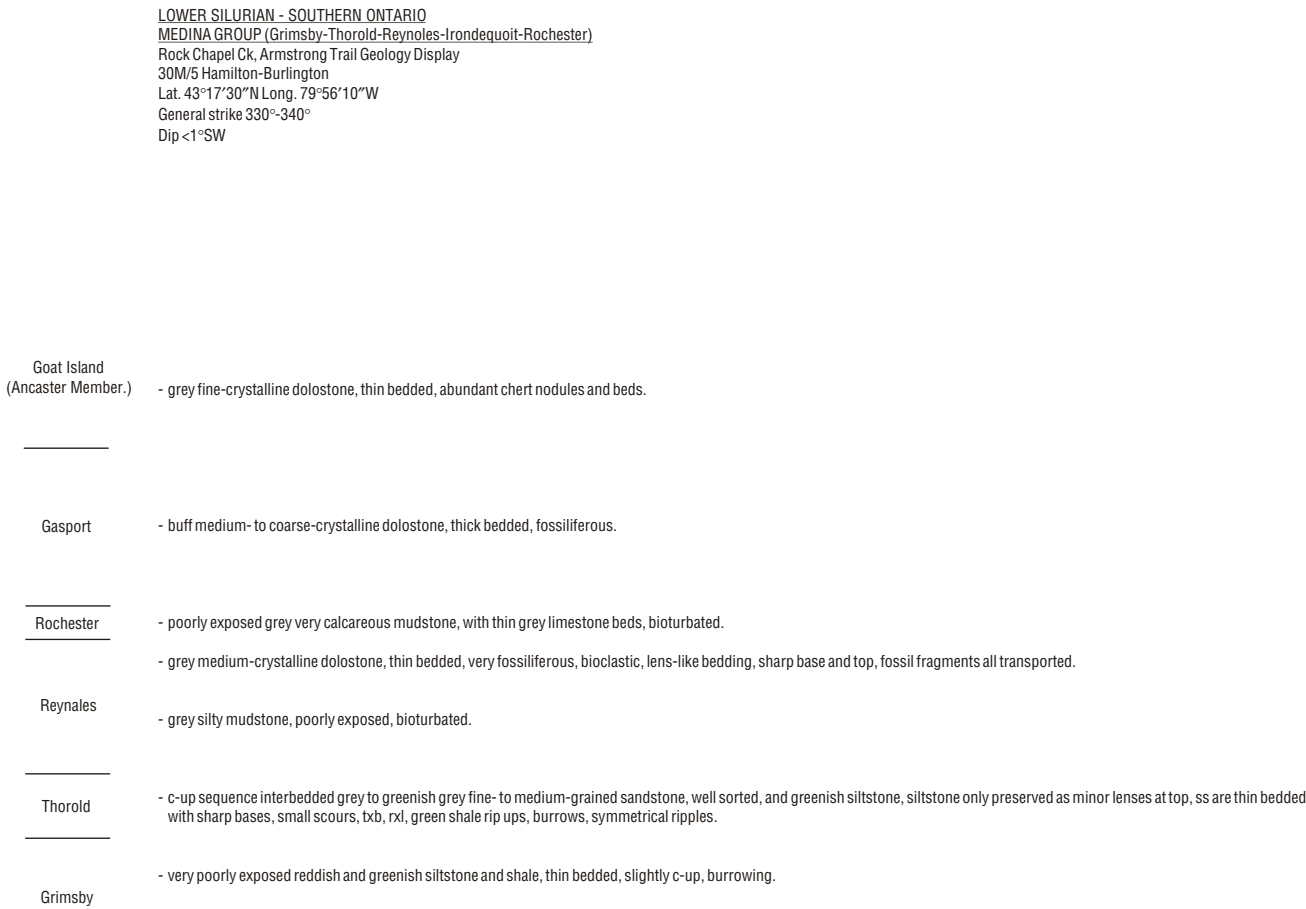 LOWER SILURIAN - SOUTHERN ONTARIO
MEDINA GROUP (Grimsby-Thorold-Reynoles-Irondequoit-Rochester)
Rock Chapel Ck, Armstrong Trail Geology Display
30M/5 Hamilton-Burlington
Lat. 43°17′30″N Long. 79°56′10″W
General strike 330°-340°
Dip <1°SW
Goat Island
(Ancaster Member.)
- grey fine-crystalline dolostone, thin bedded, abundant chert nodules and beds.
Gasport
- buff medium- to coarse-crystalline dolostone, thick bedded, fossiliferous.
Rochester
- poorly exposed grey very calcareous mudstone, with thin grey limestone beds, bioturbated.
- grey medium-crystalline dolostone, thin bedded, very fossiliferous, bioclastic, lens-like bedding, sharp base and top, fossil fragments all transported.
Reynales
- grey silty mudstone, poorly exposed, bioturbated.
Thorold
- c-up sequence interbedded grey to greenish grey fine- to medium-grained sandstone, well sorted, and greenish siltstone, siltstone only preserved as minor lenses at top, ss are thin bedded
with sharp bases, small scours, txb, rxl, green shale rip ups, burrows, symmetrical ripples.
- very poorly exposed reddish and greenish siltstone and shale, thin bedded, slightly c-up, burrowing.
Grimsby